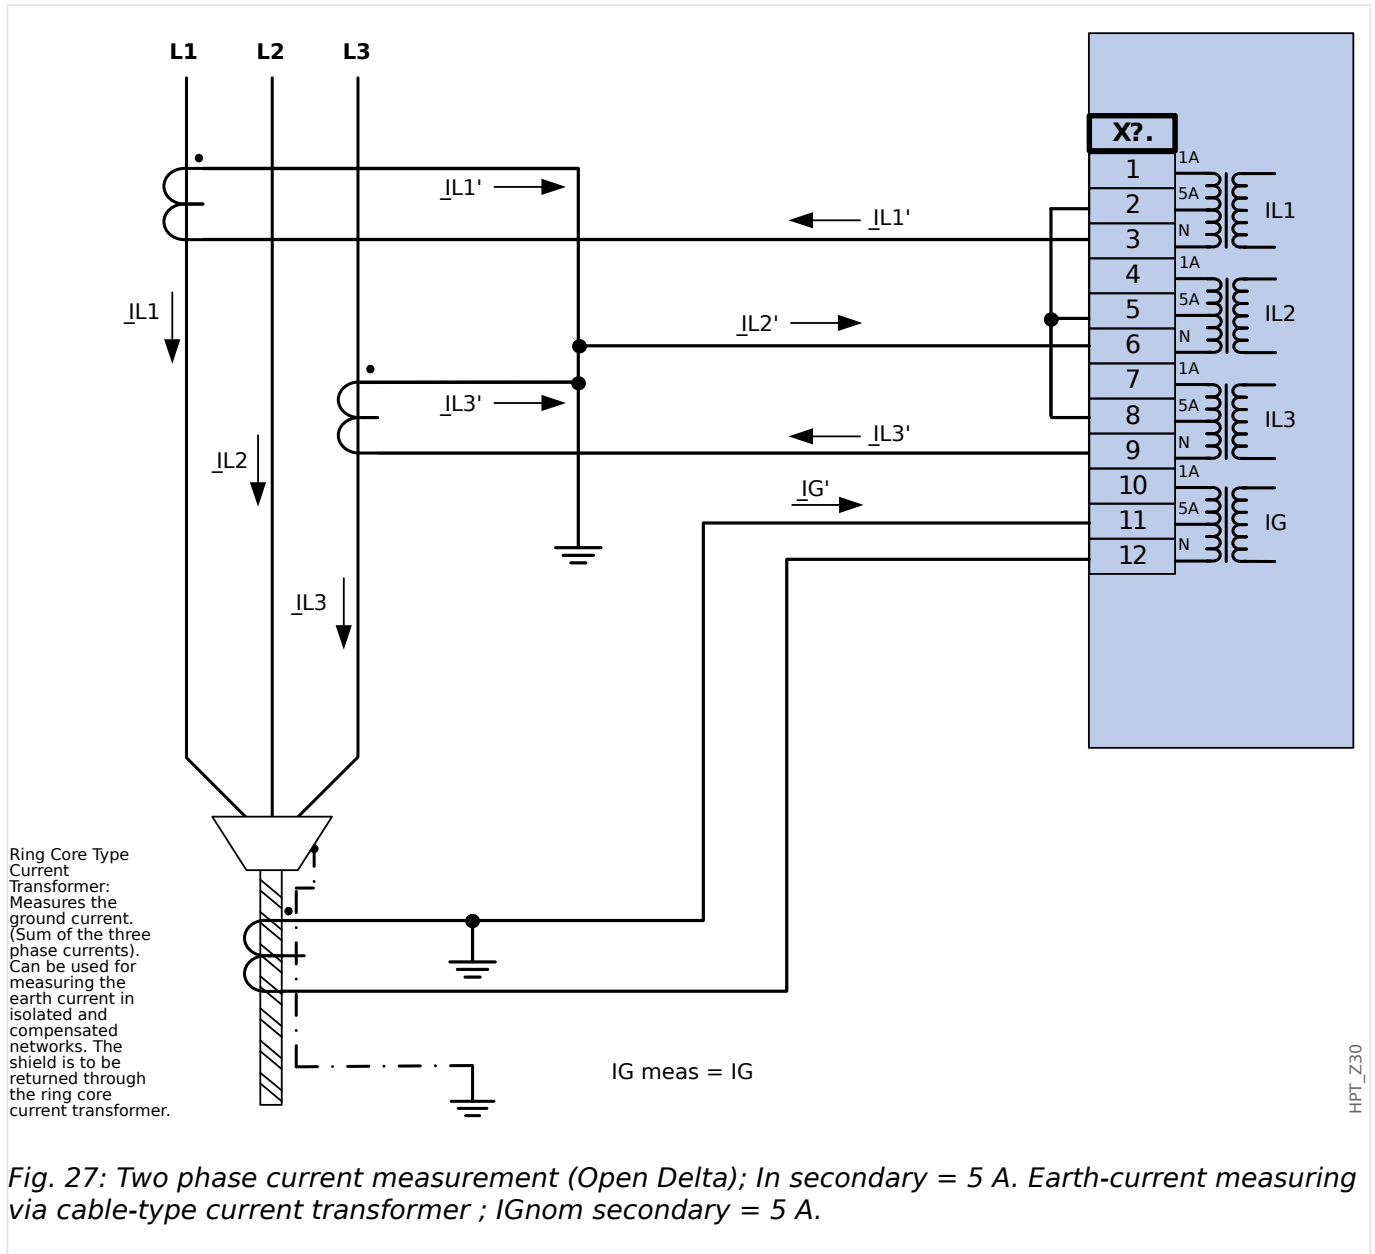 L1 L2 L3
X?.
1 1A
2 5A IL1
3 N
4 1A
5 5A IL2
6 N
7 1A
8 5A IL3
9 N
10 1A
11 5A IG
12 N
IL1'
IL1'
IL1
IL2'
IL3'
IL3'
IL2
IG'
IL3
Ring Core Type
Current
Transformer:
Measures the
ground current.
(Sum of the three
phase currents).
Can be used for
measuring the
earth current in
isolated and
compensated
networks. The
shield is to be
returned through
the ring core
current transformer.
IG meas = IG
HPT_Z30
Fig. 27: Two phase current measurement (Open Delta); In secondary = 5 A. Earth-current measuring
via cable-type current transformer ; IGnom secondary = 5 A.